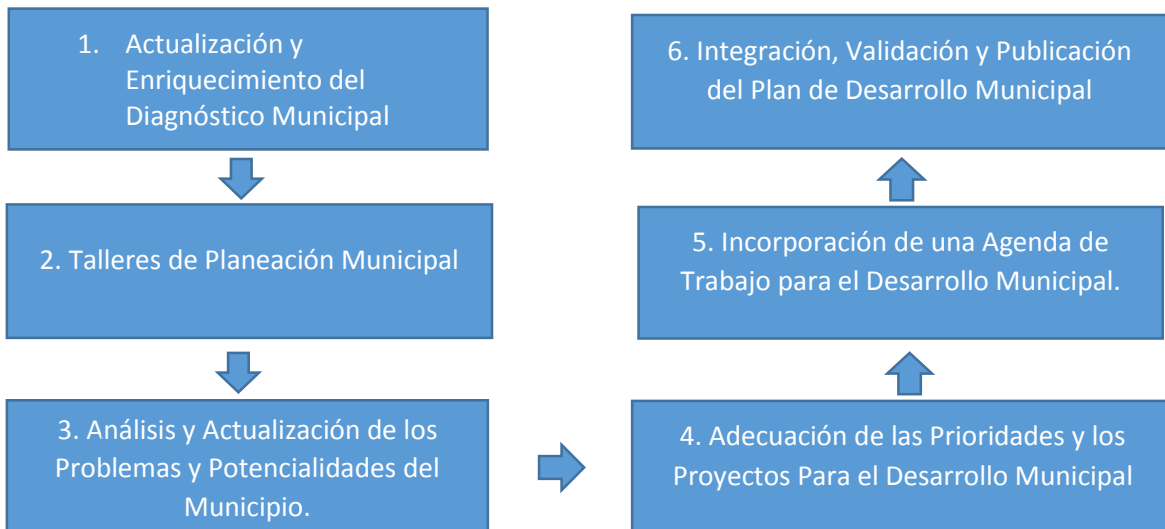 1. Actualización y
Enriquecimiento del
Diagnóstico Municipal
2. Talleres de Planeación Municipal
3. Análisis y Actualización de los
Problemas y Potencialidades del
Municipio.
4. Adecuación de las Prioridades y los
Proyectos Para el Desarrollo Municipal
5. Incorporación de una Agenda de
Trabajo para el Desarrollo Municipal.
6. Integración, Validación y Publicación
del Plan de Desarrollo Municipal